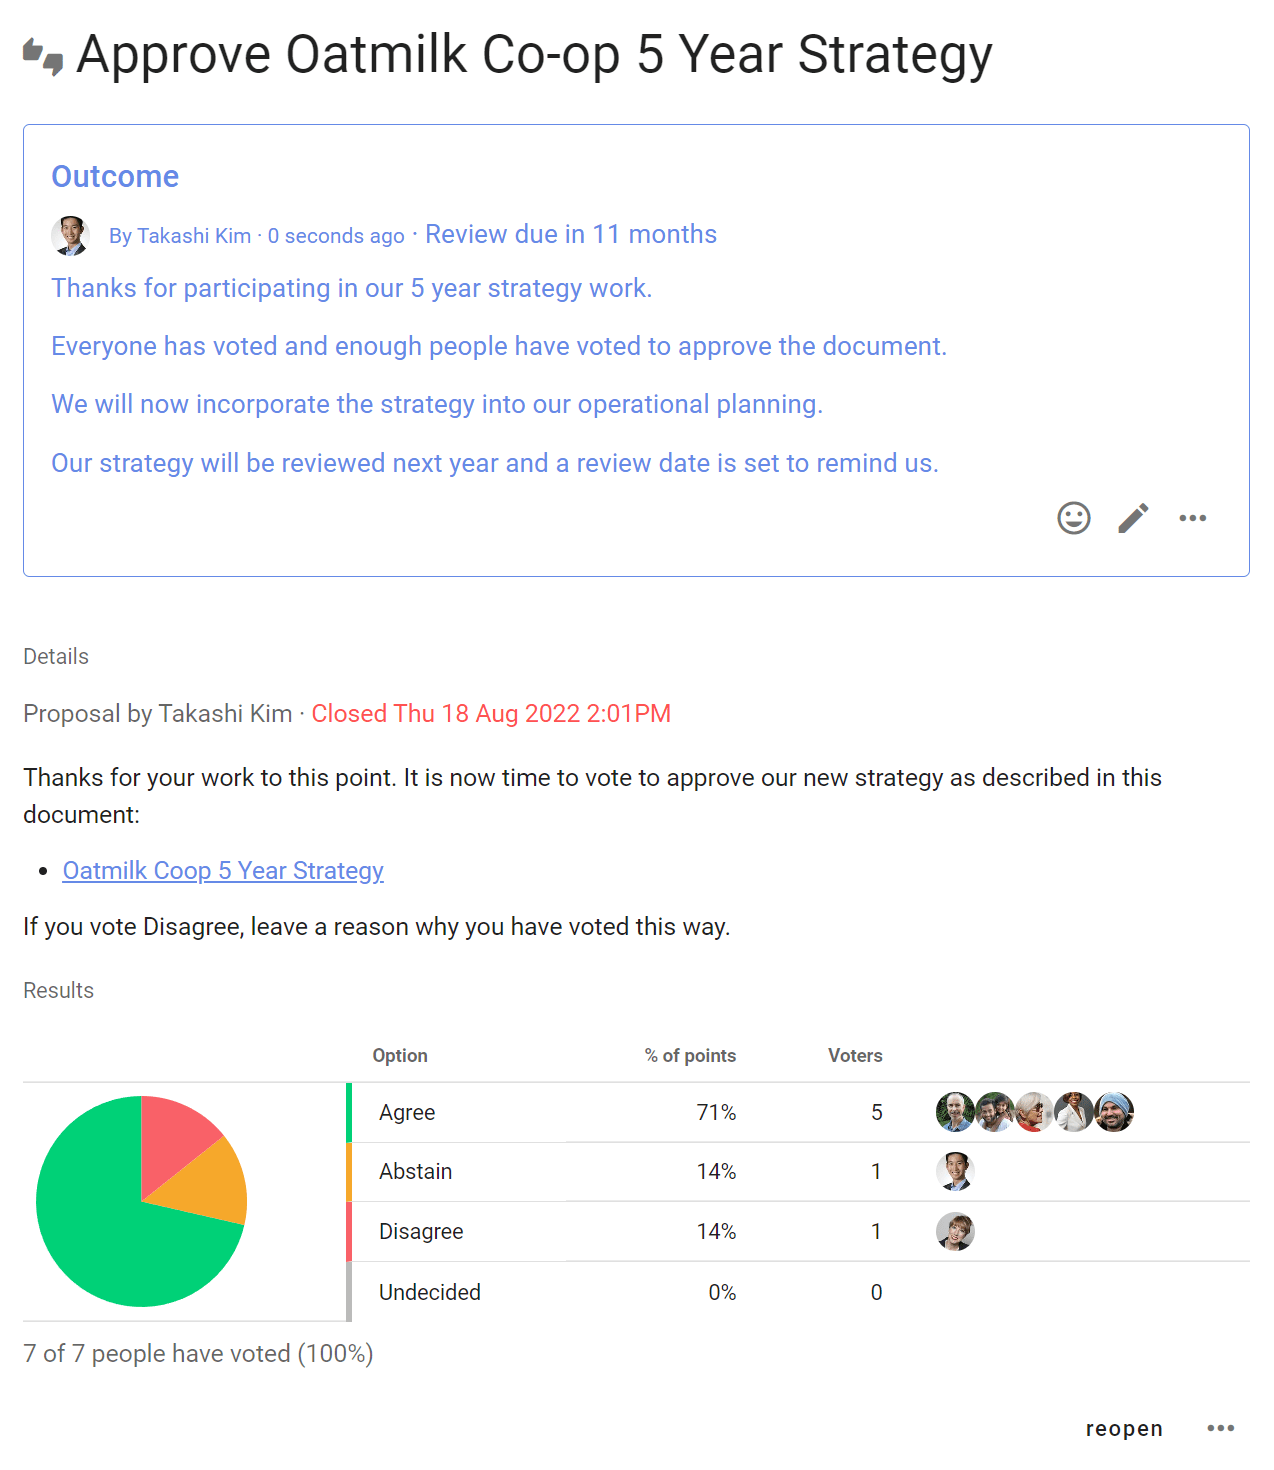 Approve Oatmilk Co-op 5 Year Strategy
Outcome
By Takashi Kim · 0 seconds ago · Review due in 11 months
Thanks for participating in our 5 year strategy work.
Everyone has voted and enough people have voted to approve the document.
We will now incorporate the strategy into our operational planning.
Our strategy will be reviewed next year and a review date is set to remind us.
Details
Proposal by Takashi Kim · Closed Thu 18 Aug 2022 2:01PM
Thanks for your work to this point. It is now time to vote to approve our new strategy as described in this
document:
• Oatmilk Coop 5 Year Strategy
If you vote Disagree, leave a reason why you have voted this way.
Results
Option % of points Voters
Agree 71% 5
Abstain 14% 1
Disagree 14% 1
Undecided 0% 0
7 of 7 people have voted (100%)
reopen